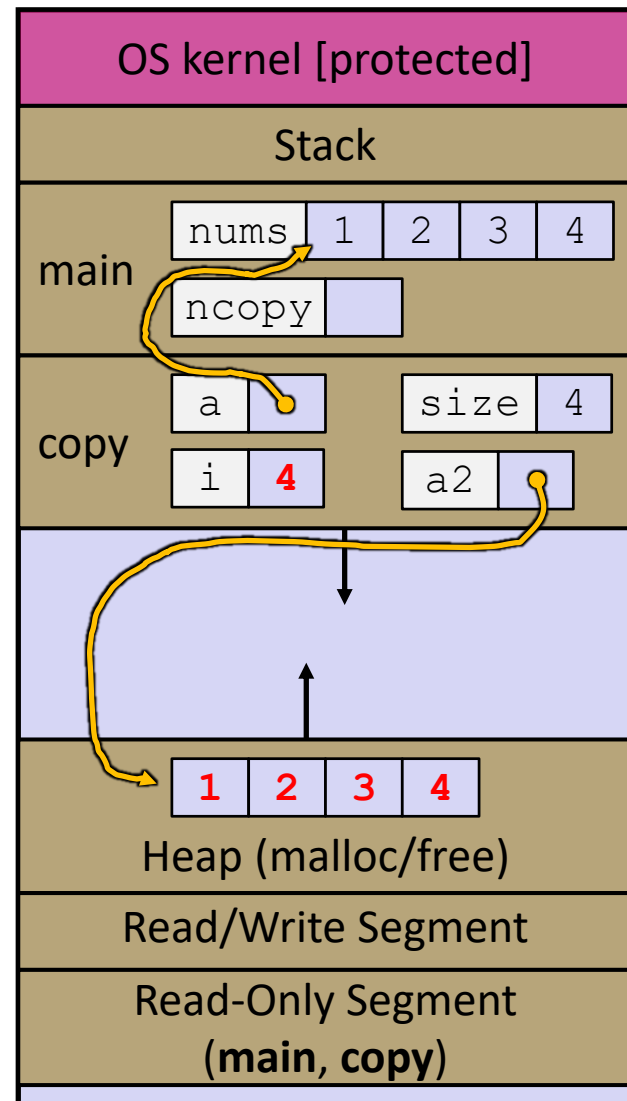 OS kernel [protected]
Stack
main
nums 1 2 3 4
ncopy
copy
a
size 4
i 4
a2
1 2 3 4
Heap (malloc/free)
Read/Write Segment
Read-Only Segment
(main, copy)